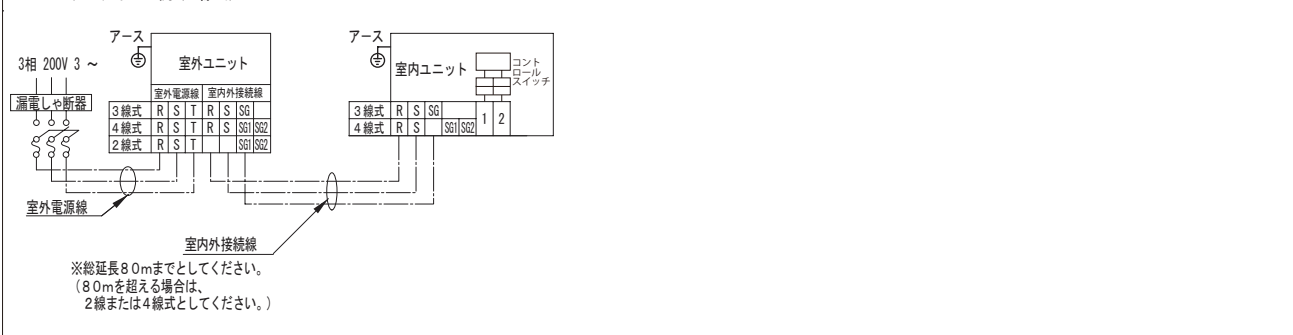 アース
アース
3相 200V 3 ～
室外ユニット
室内ユニット
コント
ロール
スイッチ
室外電源線 室内外接続線
漏電しゃ断器
3線式 R S T R S SG
4線式 R S T R S SG1 SG2
2線式 R S T SG1 SG2
3線式 R S SG
4線式 R S SG1 SG2
1 2
室外電源線
室内外接続線
※総延長80mまでとしてください。
(80mを超える場合は、
2線または4線式としてください。)